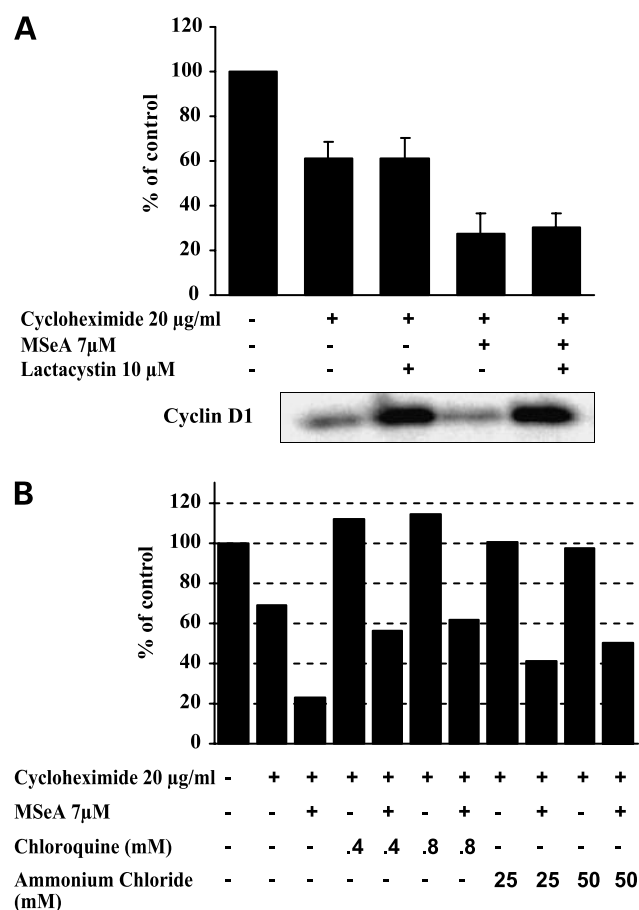 A
120
100
80
60
40
20
0
% of control
Cycloheximide 20 µg/ml - + + + +
MSeA 7µM - - - + +
Lactacystin 10 µM - - + - +
Cyclin D1
B
120
100
80
60
40
20
0
% of control
Cycloheximide 20 µg/ml - + + + + + + + + + +
MSeA 7µM - - + - + - + - + - +
Chloroquine (mM) - - - .4 .4 .8 .8 - - - -
Ammonium Chloride - - - - - - - 25 25 50 50
(mM)